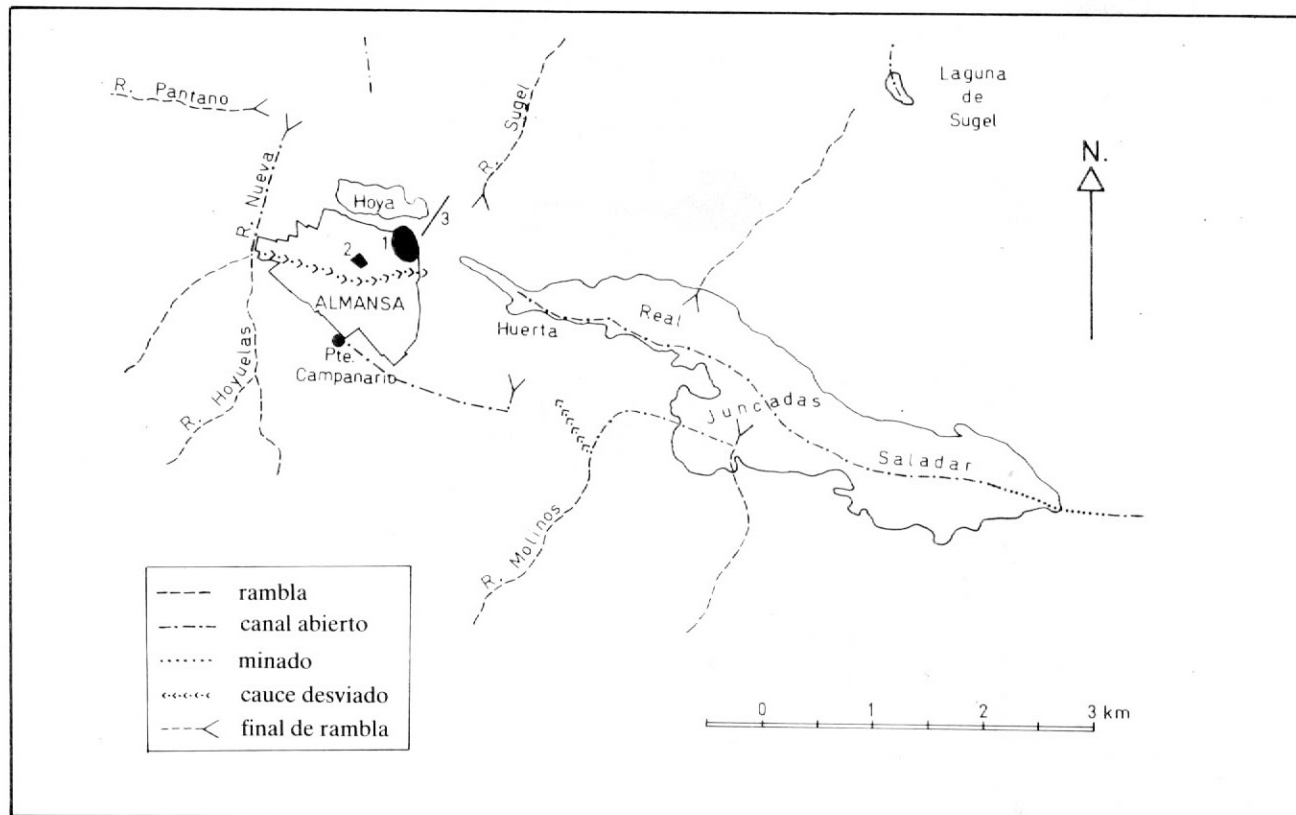 R. Pantano
R. Nueva
R. Sugel
Laguna
de
Sugel
N.
Hoya
3
1
2
ALMANSA
Pte.
Campanario
Huerta
Real
Juncadas
Saladar
R. Hoyuelas
R. Molinos
rambla
canal abierto
minado
cauce desviado
final de rambla
0 1 2 3 km